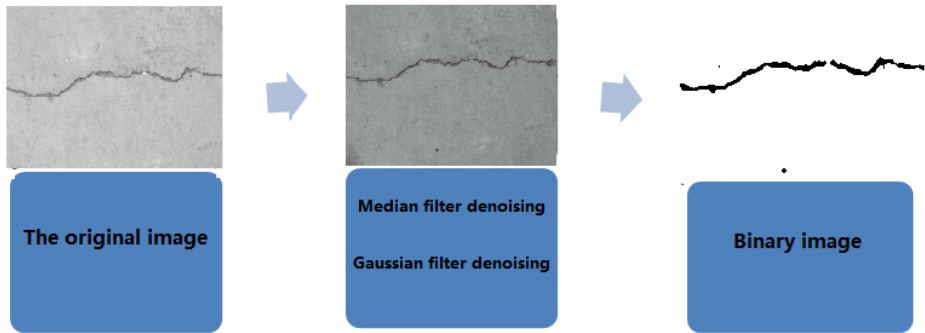 The original image
Median filter denoising
Gaussian filter denoising
Binary image